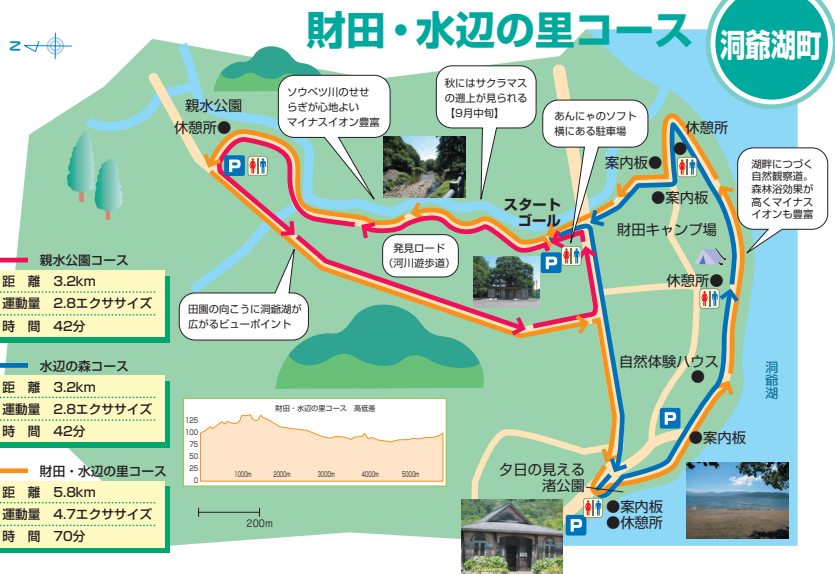 財田・水辺の里コース
洞爺湖町
N
親水公園
休憩所
P
ソウベツ川のせせ
らぎが心地よい
マイナスイオン豊富
秋にはサクラマス
の遡上が見られる
【9月中旬】
あんにゃのソフト
横にある駐車場
休憩所
案内板
案内板
湖畔につづく
自然観察道。
森林浴効果が
高くマイナス
イオンも豊富
スタート
ゴール
P
財田キャンプ場
発見ロード
（河川遊歩道）
休憩所
田園の向こうに洞爺湖が
広がるビューポイント
自然体験ハウス
洞爺湖
P
案内板
夕日の見える
渚公園
案内板
休憩所
P
親水公園コース
距 離 3.2km
運動量 2.8エクササイズ
時 間 42分
水辺の森コース
距 離 3.2km
運動量 2.8エクササイズ
時 間 42分
財田・水辺の里コース
距 離 5.8km
運動量 4.7エクササイズ
時 間 70分
財田・水辺の里コース 高低差
125
100
75
50
25
0
1000m 2000m 3000m 4000m 5000m
200m